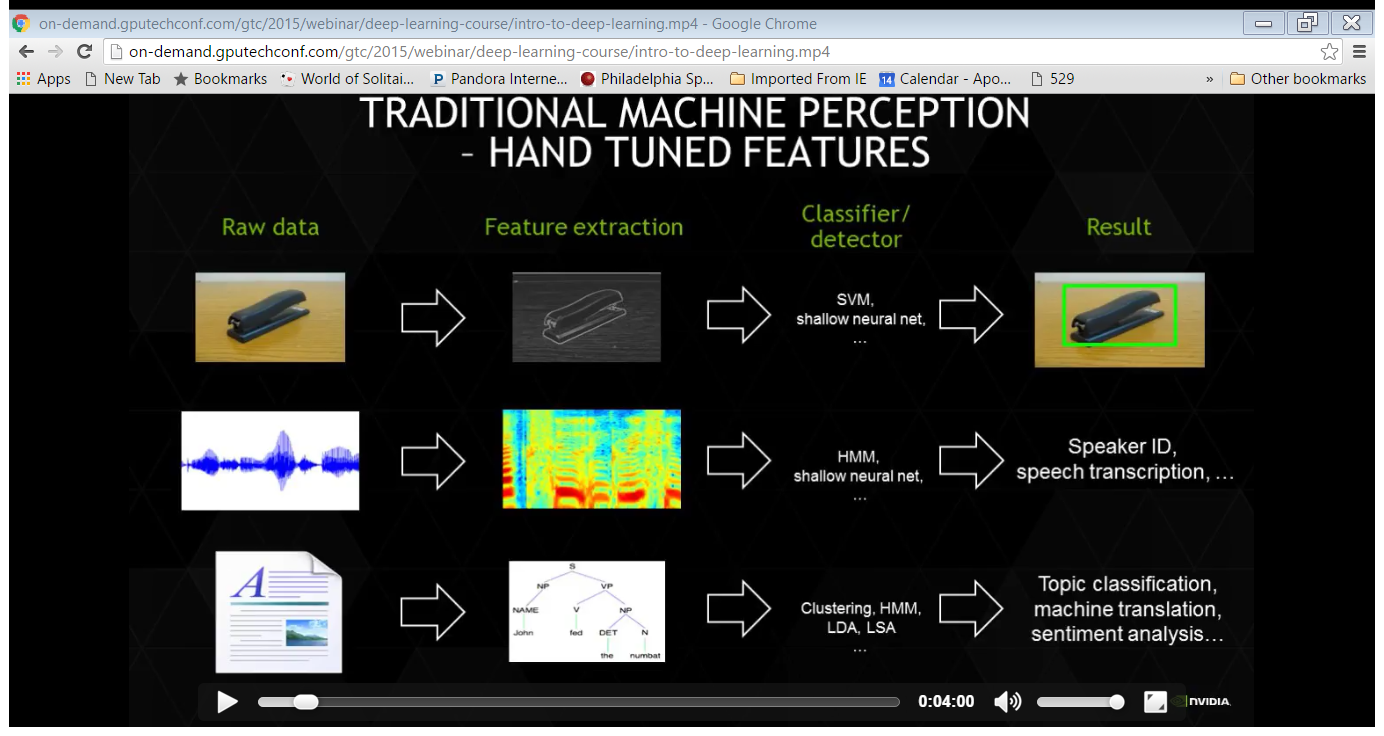 on-demand.gputechconf.com/gtc/2015/webinar/deep-learning-course/intro-to-deep-learning.mp4 - Google Chrome
on-demand.gputechconf.com/gtc/2015/webinar/deep-learning-course/intro-to-deep-learning.mp4
Apps New Tab Bookmarks World of Solitai... P Pandora Interne... Philadelphia Sp... Imported From IE 14 Calendar - Apo... 529 » Other bookmarks
TRADITIONAL MACHINE PERCEPTION
– HAND TUNED FEATURES
Raw data
Feature extraction
Classifier/
detector
Result
SVM,
shallow neural net,
...
HMM,
shallow neural net,
...
Speaker ID,
speech transcription, ...
A
S
NP VP
NAME V NP
John fed DET N
the numbat
Clustering, HMM,
LDA, LSA
...
Topic classification,
machine translation,
sentiment analysis...
0:04:00
NVIDIA.